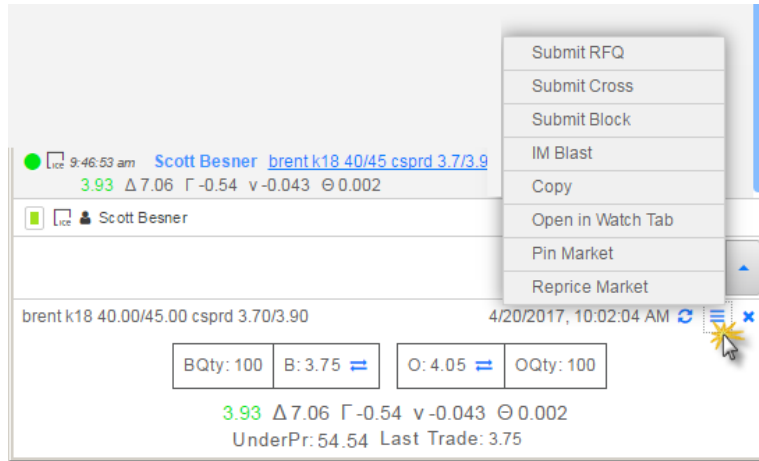 Submit RFQ
Submit Cross
Submit Block
IM Blast
Copy
Open in Watch Tab
Pin Market
Reprice Market
ice 9:46:53 am Scott Besner brent k18 40/45 csprd 3.7/3.9
3.93 Δ 7.06 Γ -0.54 ν -0.043 Θ 0.002
ice Scott Besner
brent k18 40.00/45.00 csprd 3.70/3.90 4/20/2017, 10:02:04 AM
BQty: 100 B: 3.75 O: 4.05 OQty: 100
3.93 Δ 7.06 Γ -0.54 ν -0.043 Θ 0.002
UnderPr: 54.54 Last Trade: 3.75